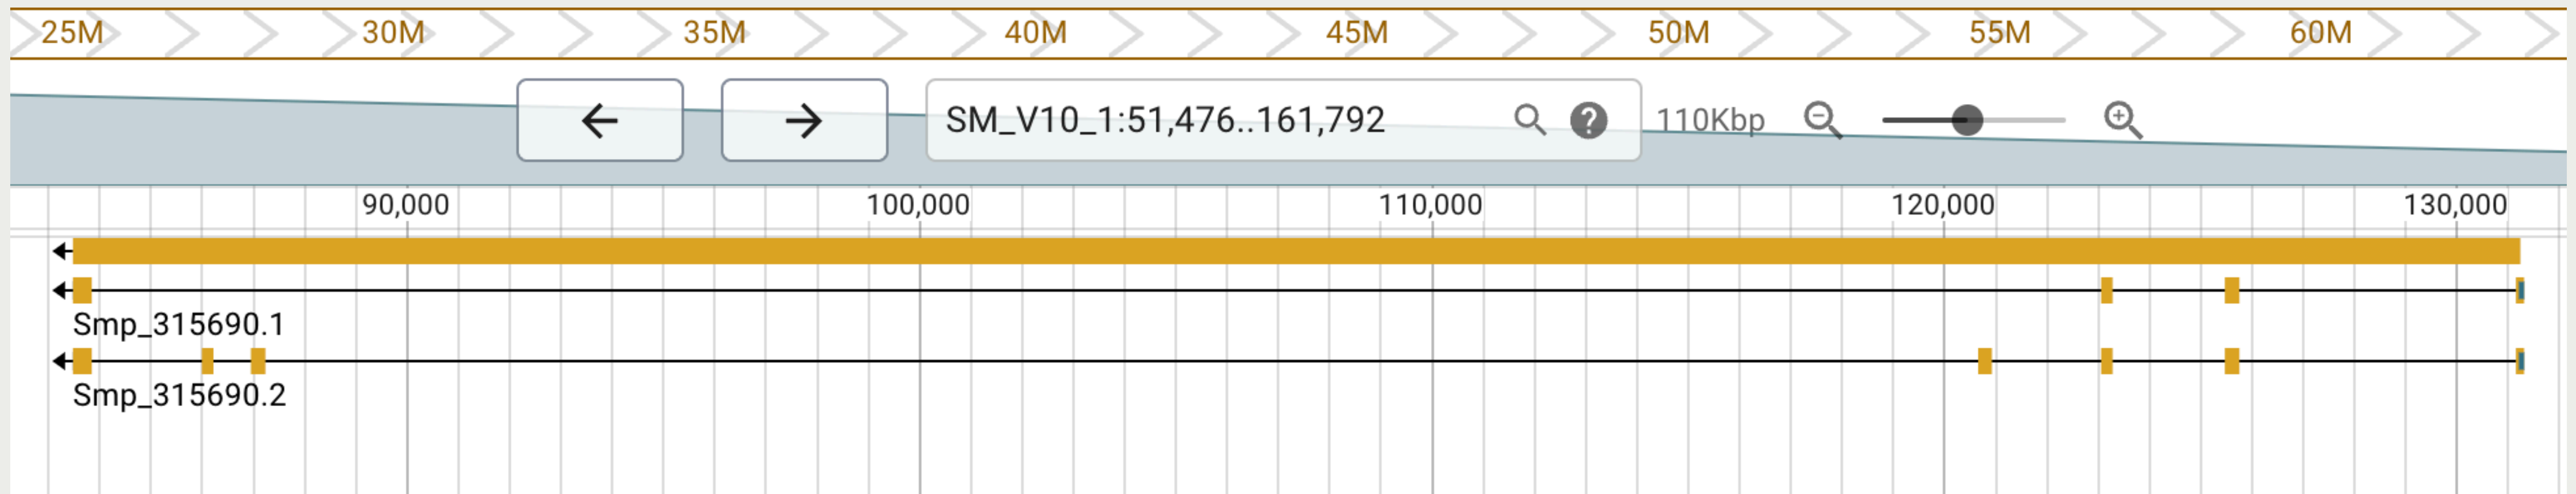 25M 30M 35M 40M 45M 50M 55M 60M
SM_V10_1:51,476..161,792 110Kbp
90,000 100,000 110,000 120,000 130,000
Smp_315690.1
Smp_315690.2